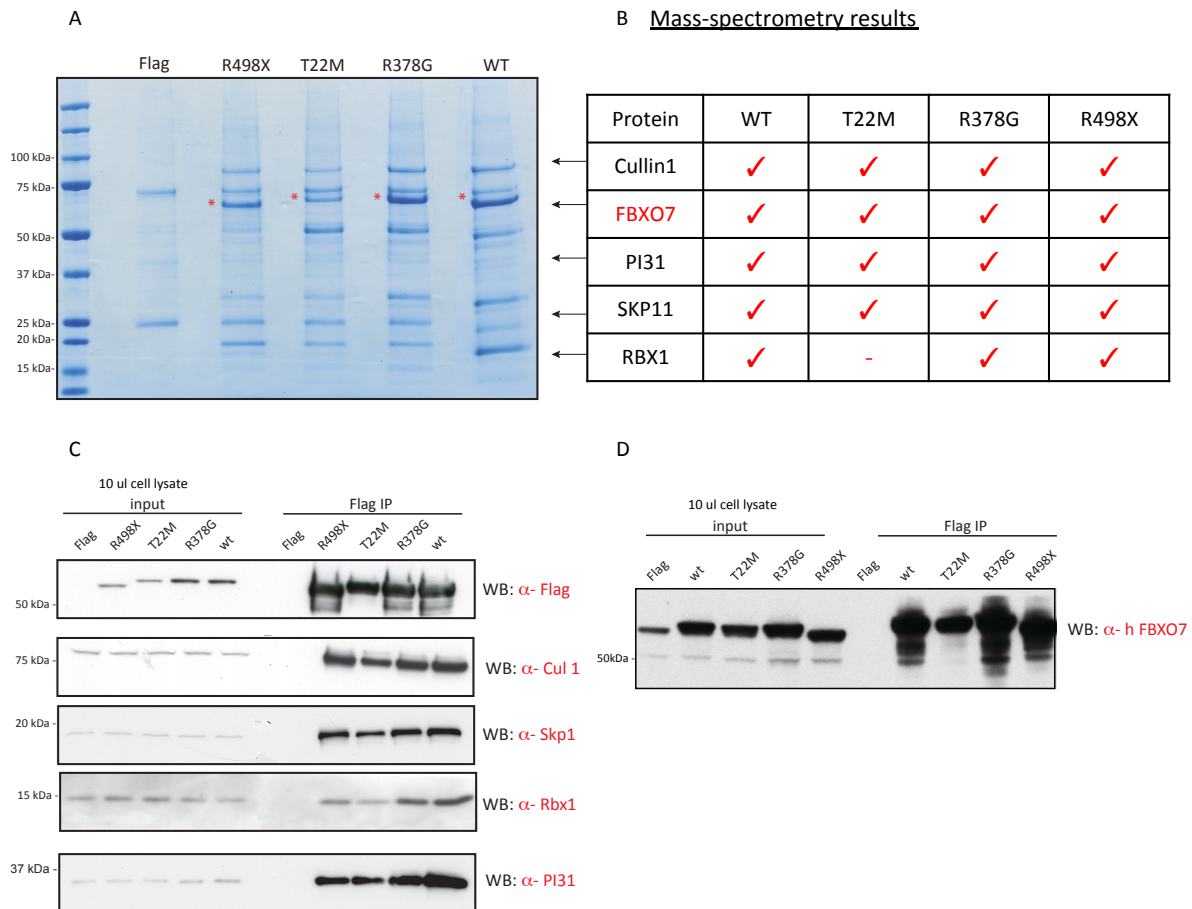 A
Flag R498X T22M R378G WT
100 kDa-
75 kDa-
50 kDa-
37 kDa-
25 kDa-
20 kDa-
15 kDa-
* * * *
B Mass-spectrometry results
Protein WT T22M R378G R498X
Cullin1 ✓ ✓ ✓ ✓
FBXO7 ✓ ✓ ✓ ✓
PI31 ✓ ✓ ✓ ✓
SKP11 ✓ ✓ ✓ ✓
RBX1 ✓ - ✓ ✓
C
10 ul cell lysate
input Flag IP
Flag R498X T22M R378G wt Flag R498X T22M R378G wt
50 kDa - WB: α- Flag
75 kDa - WB: α- Cul 1
20 kDa - WB: α- Skp1
15 kDa - WB: α- Rbx1
37 kDa - WB: α- PI31
D
10 ul cell lysate
input Flag IP
Flag wt T22M R378G R498X Flag wt T22M R378G R498X
50kDa- WB: α- h FBXO7